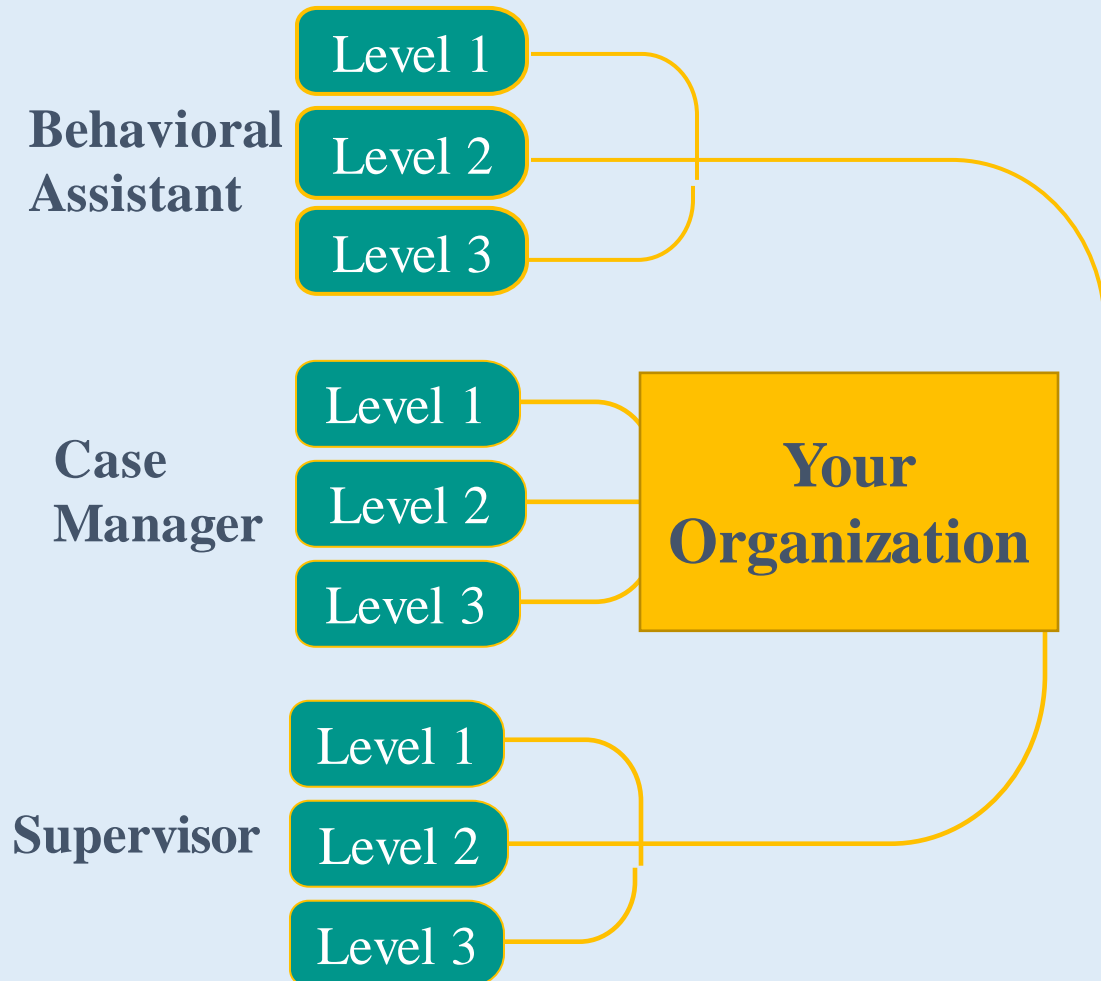 Behavioral
Assistant
Level 1
Level 2
Level 3
Case
Manager
Level 1
Level 2
Level 3
Your
Organization
Supervisor
Level 1
Level 2
Level 3